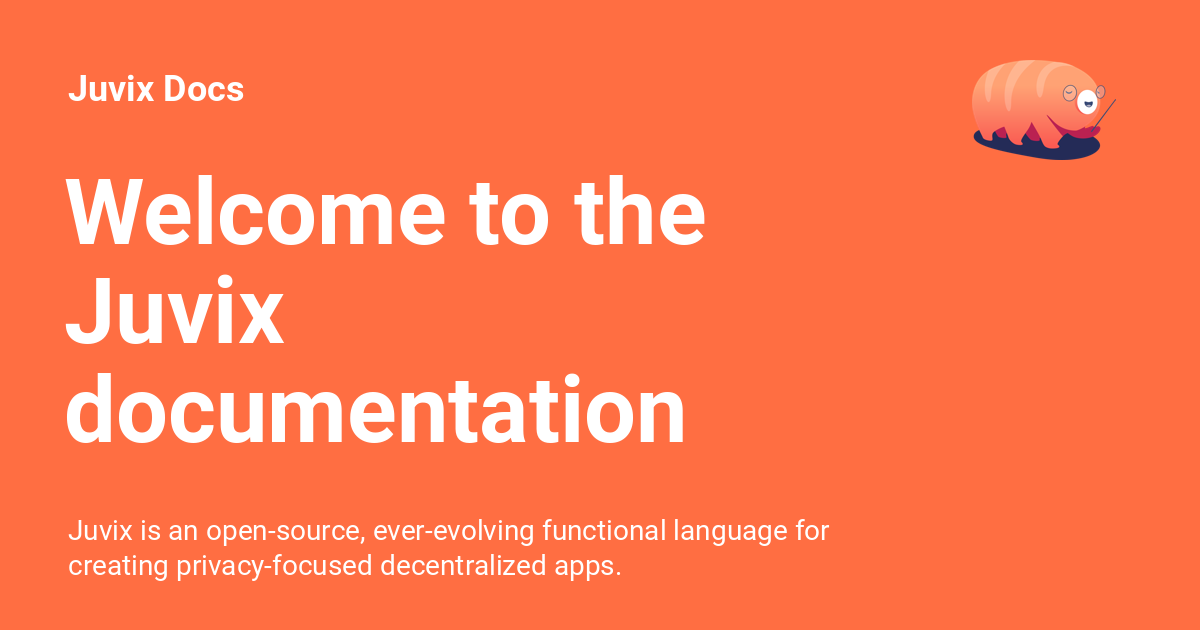 Juvix Docs
Welcome to the
Juvix
documentation
Juvix is an open-source, ever-evolving functional language for
creating privacy-focused decentralized apps.